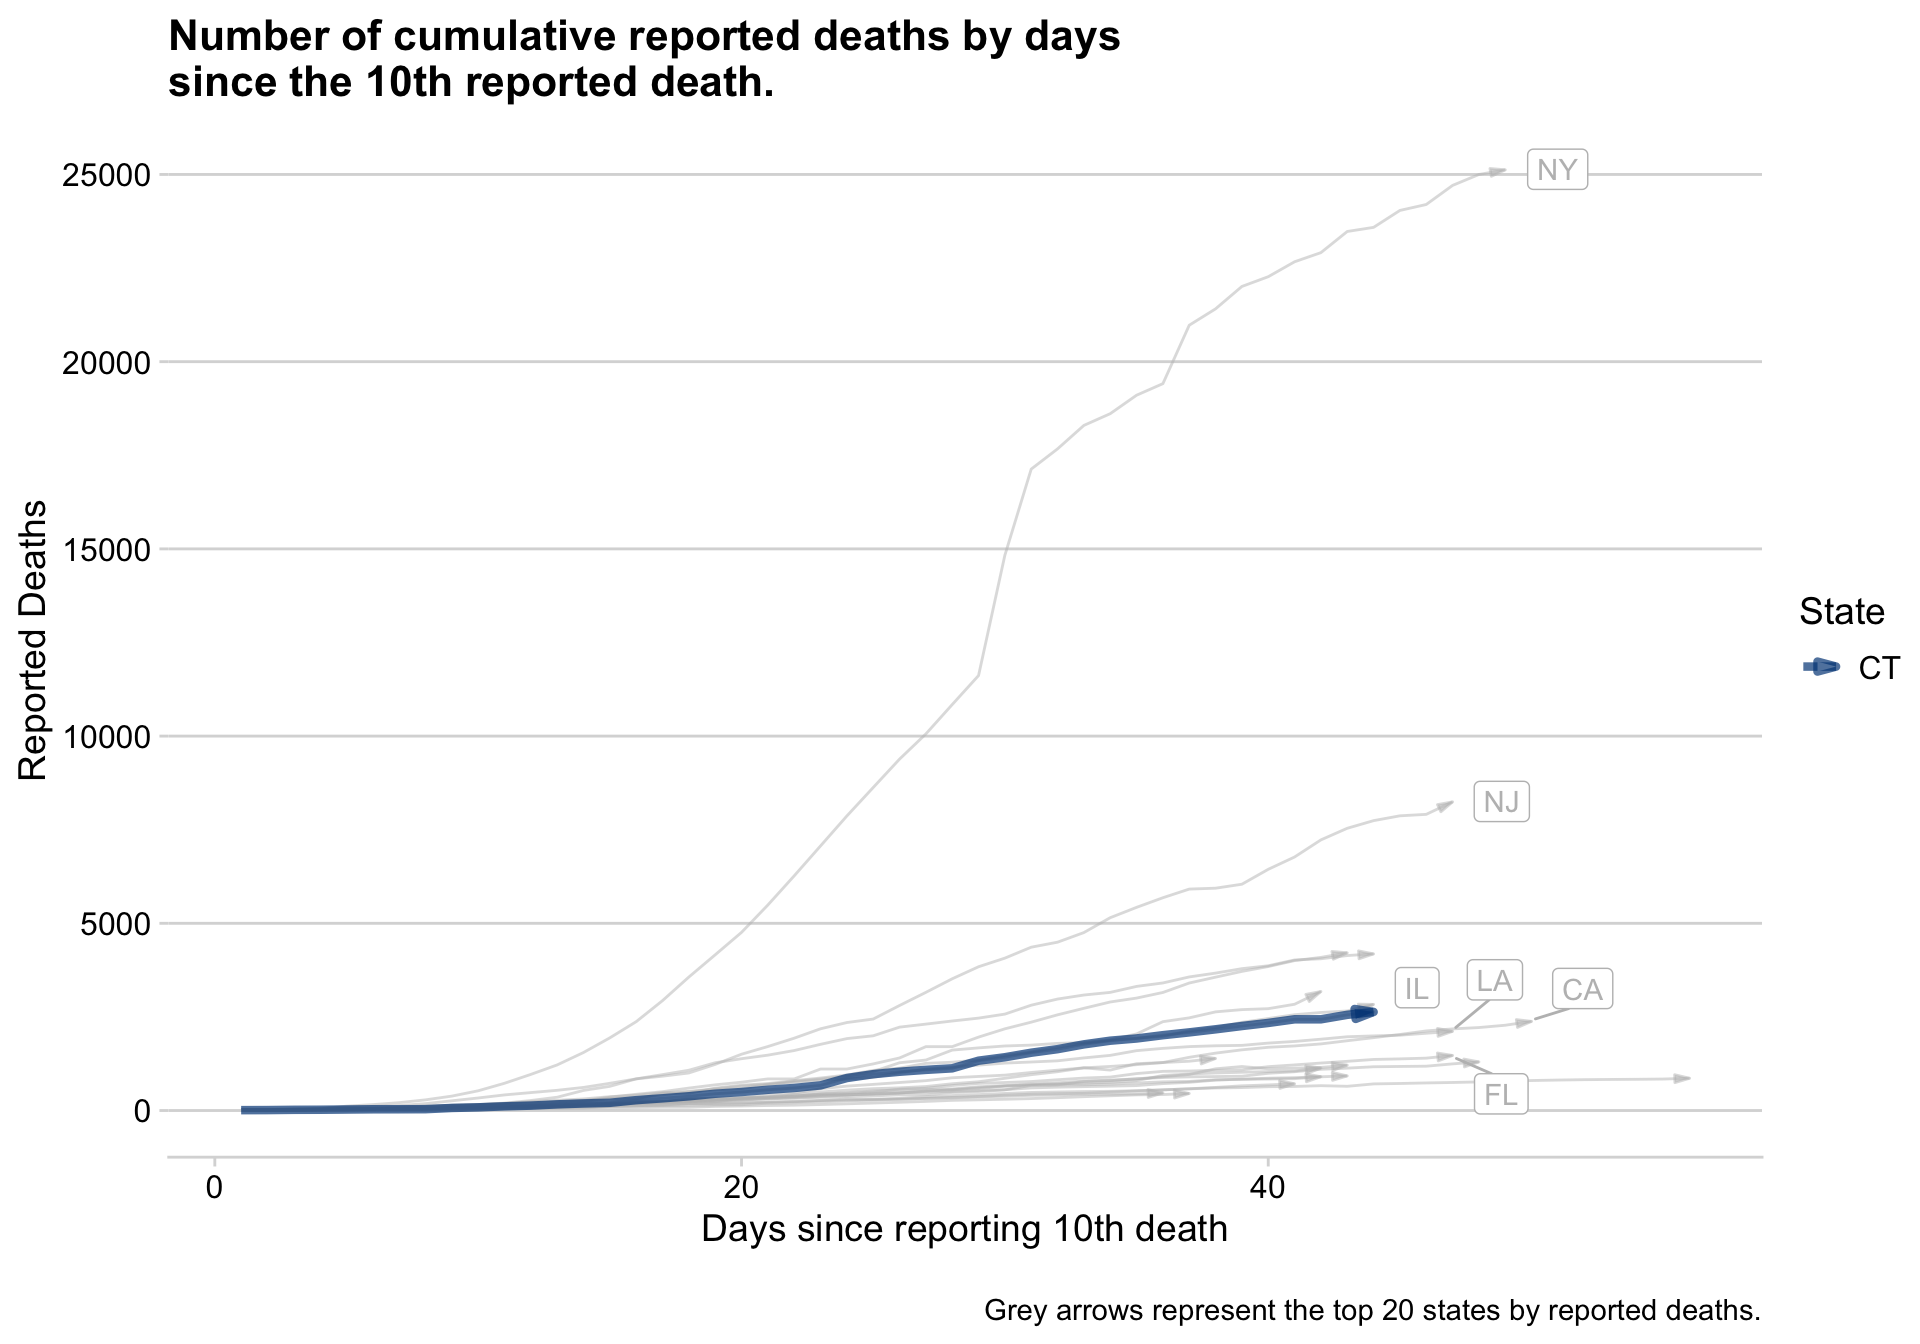 Number of cumulative reported deaths by days
since the 10th reported death.
25000
20000
15000
10000
5000
0
Reported Deaths
NY
NJ
IL
LA
CA
FL
State
CT
0
20
40
Days since reporting 10th death
Grey arrows represent the top 20 states by reported deaths.